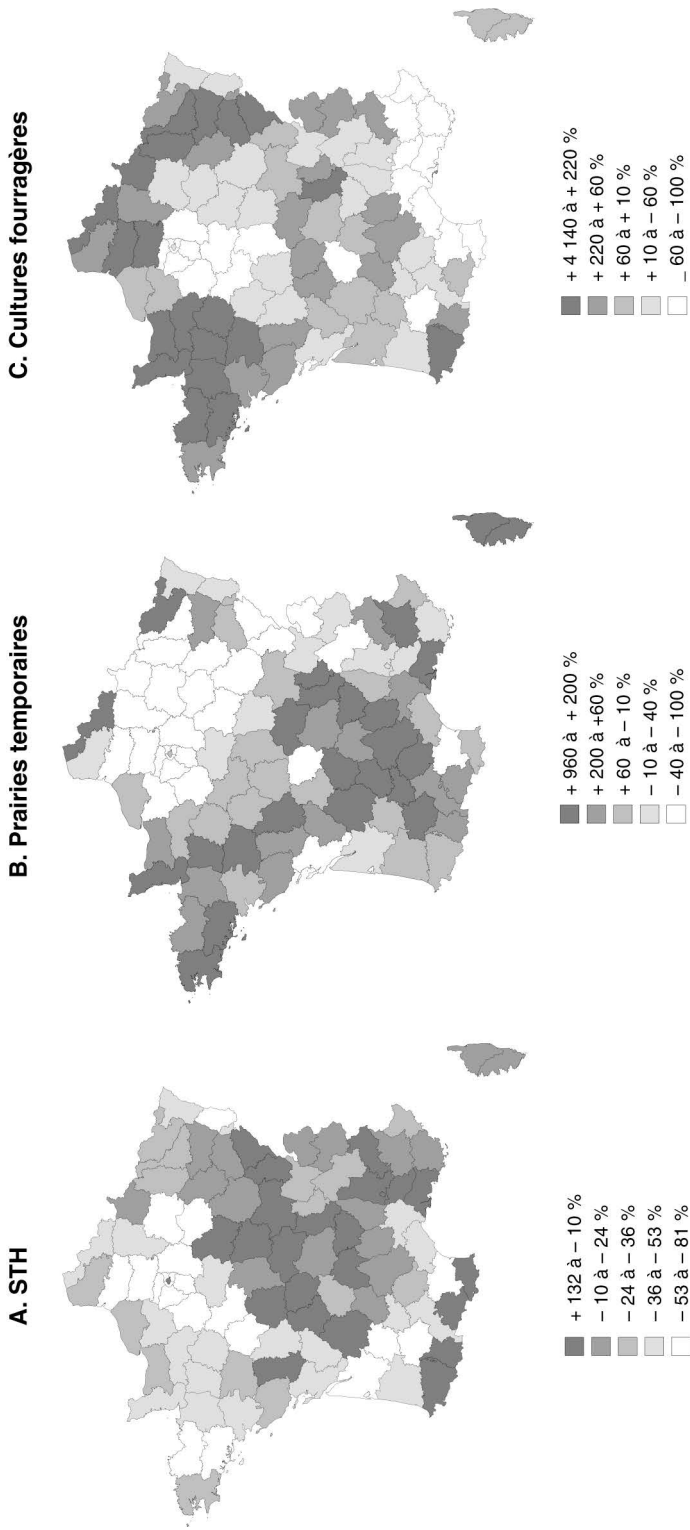 A. STH
+ 132 à – 10 %
– 10 à – 24 %
– 24 à – 36 %
– 36 à – 53 %
– 53 à – 81 %
B. Prairies temporaires
+ 960 à + 200 %
+ 200 à +60 %
+ 60 à – 10 %
– 10 à – 40 %
– 40 à – 100 %
C. Cultures fourragères
+ 4 140 à + 220 %
+ 220 à + 60 %
+ 60 à + 10 %
+ 10 à – 60 %
– 60 à – 100 %